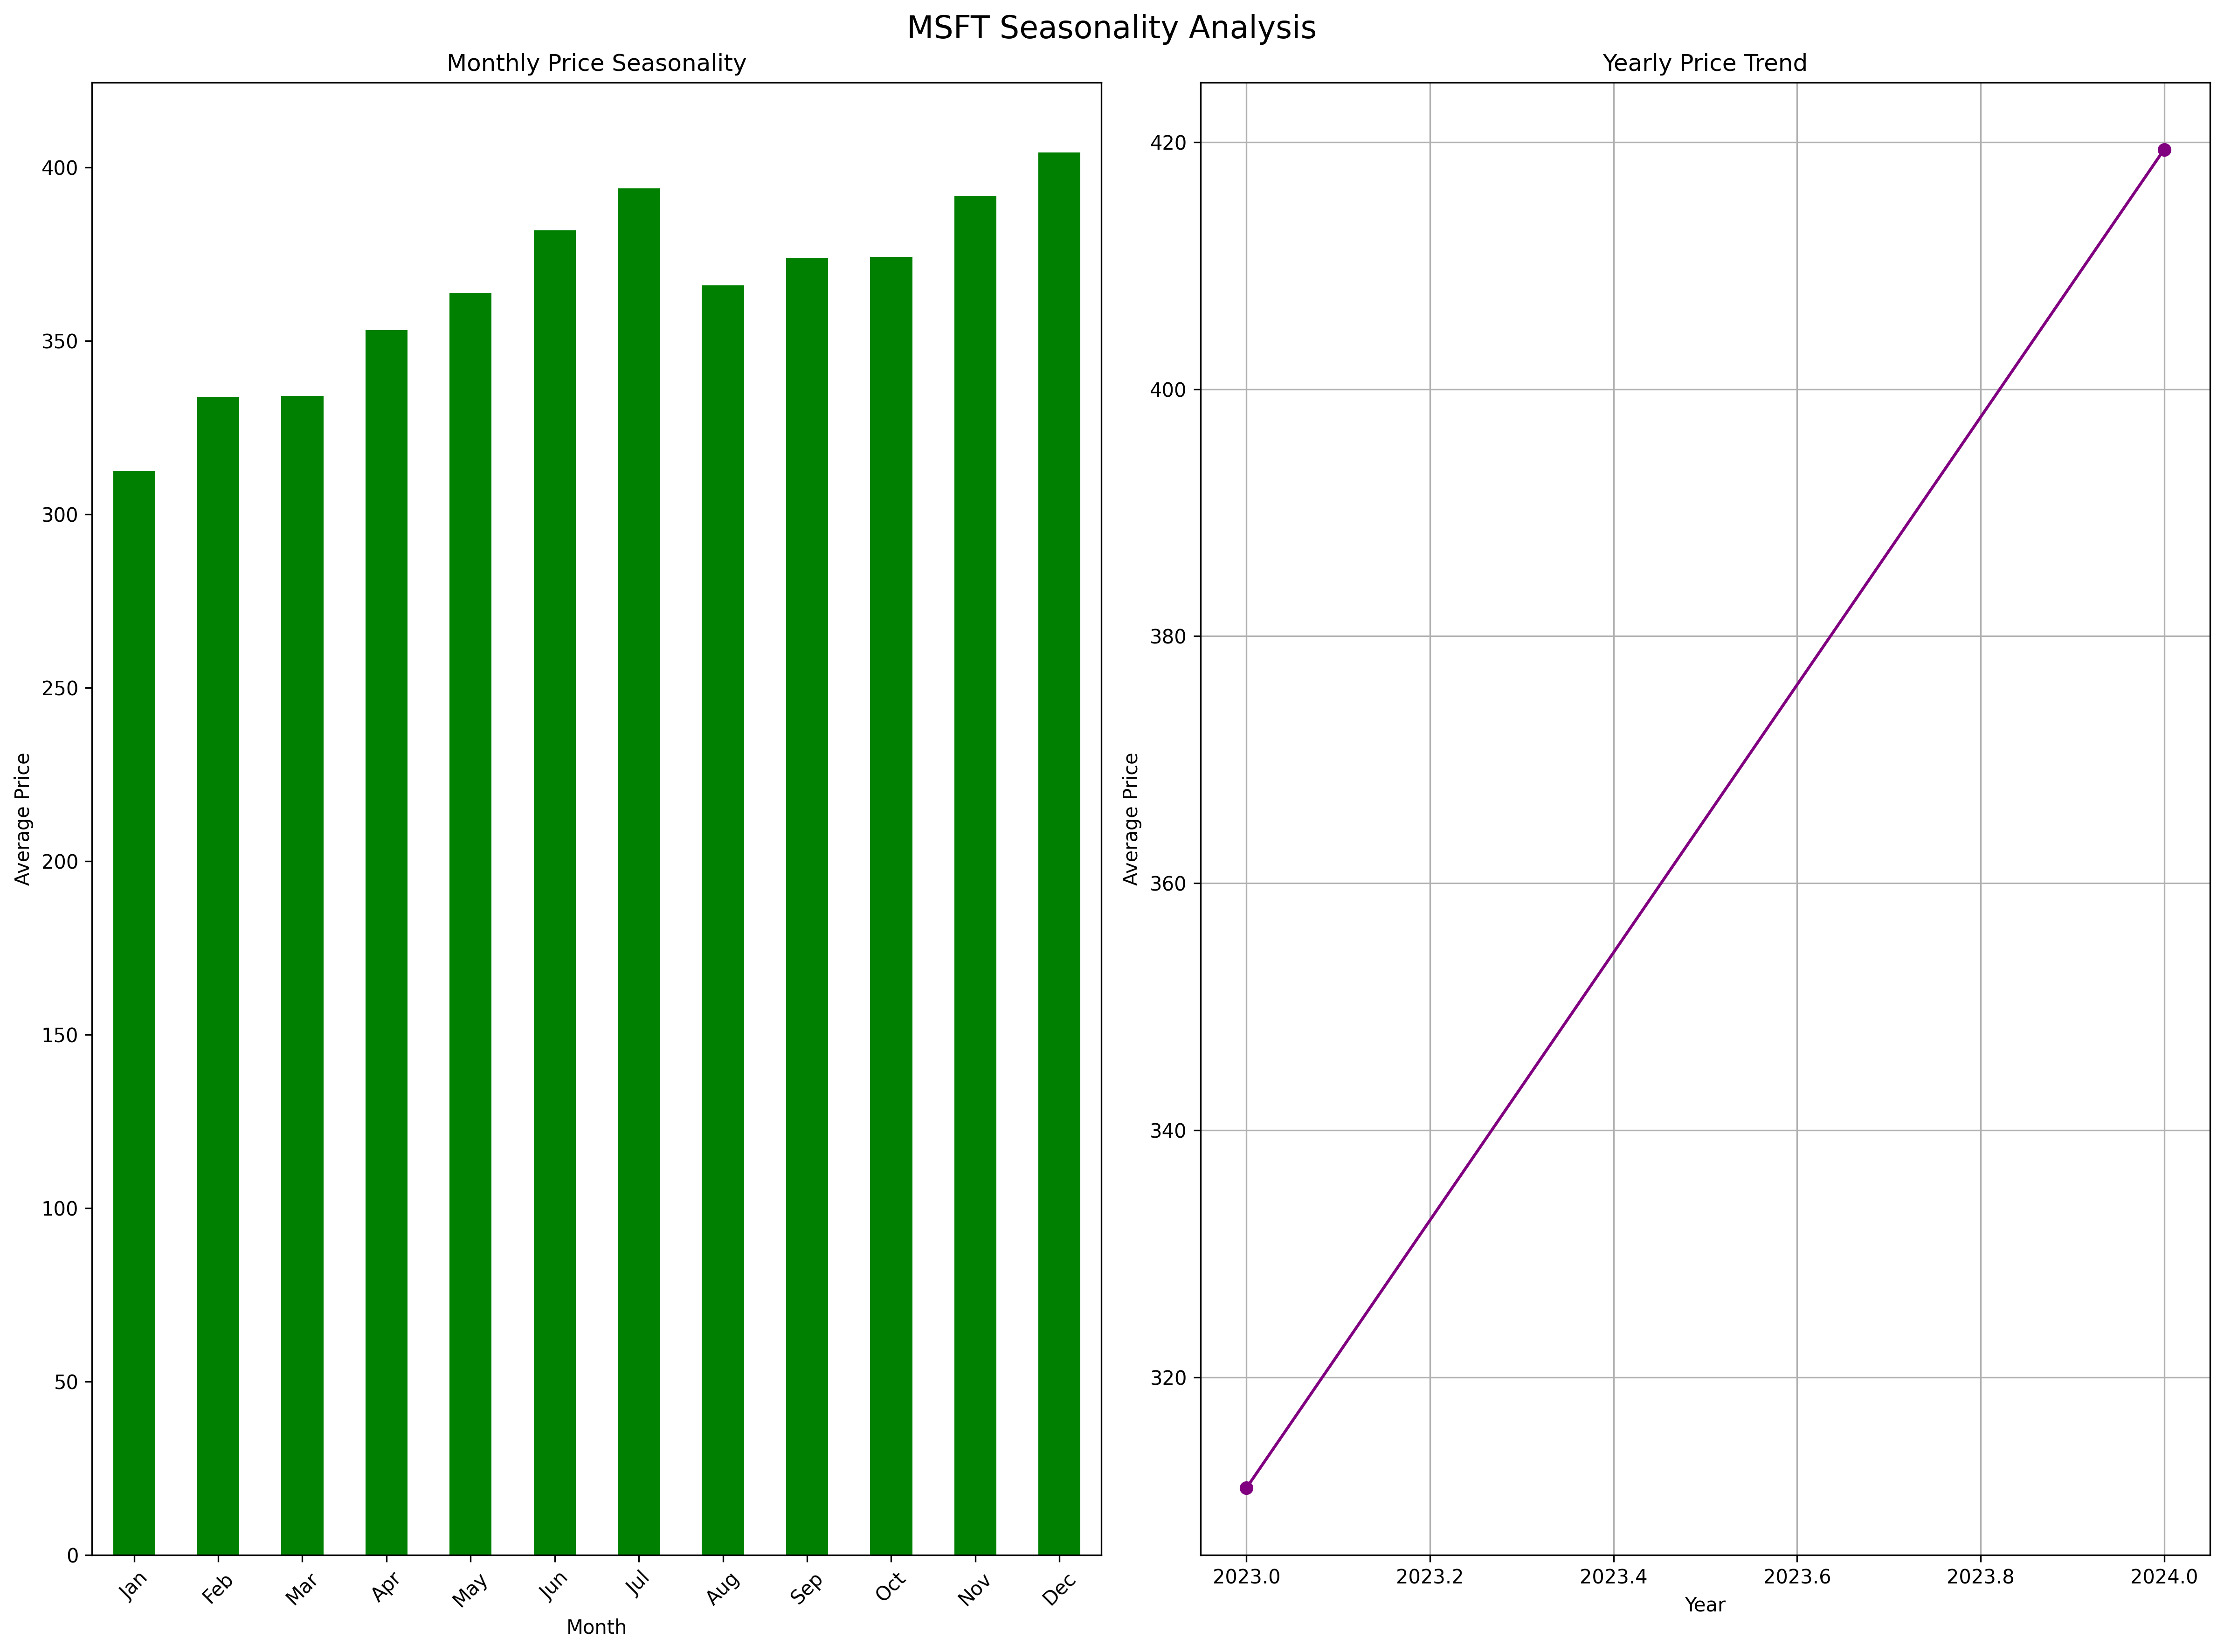 MSFT Seasonality Analysis
Monthly Price Seasonality
Average Price
400
350
300
250
200
150
100
50
0
Jan Feb Mar Apr May Jun Jul Aug Sep Oct Nov Dec
Month
Yearly Price Trend
Average Price
420
400
380
360
340
320
2023.0 2023.2 2023.4 2023.6 2023.8 2024.0
Year